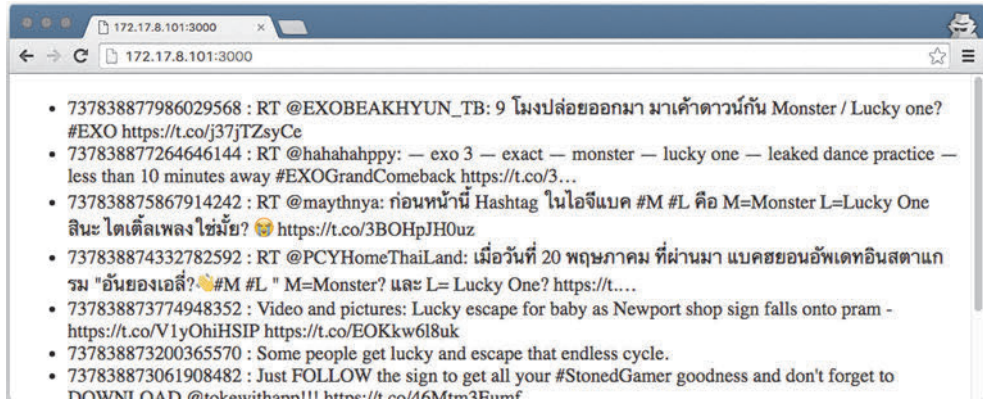 172.17.8.101:3000
172.17.8.101:3000
737838877986029568 : RT @EXOBEAKHYUN_TB: 9 โมงปล่อยออกมา มาเค้าดาวน์กัน Monster / Lucky one?
#EXO https://t.co/j37jTZsyCe
737838877264646144 : RT @hahahahppy: — exo 3 — exact — monster — lucky one — leaked dance practice —
less than 10 minutes away #EXOGrandComeback https://t.co/3…
737838875867914242 : RT @maythnya: ก่อนหน้านี้ Hashtag ในไอจีแบค #M #L คือ M=Monster L=Lucky One
สินะ ไตเติ้ลเพลงใช่มั้ย? 😭 https://t.co/3BOHpJH0uz
737838874332782592 : RT @PCYHomeThaiLand: เมื่อวันที่ 20 พฤษภาคม ที่ผ่านมา แบคฮยอนอัพเดทอินสตาแก
รม "อันยองเอลี่?👋#M #L " M=Monster? และ L= Lucky One? https://t.…
737838873774948352 : Video and pictures: Lucky escape for baby as Newport shop sign falls onto pram -
https://t.co/V1yOhiHSIP https://t.co/EOKkw6l8uk
737838873200365570 : Some people get lucky and escape that endless cycle.
737838873061908482 : Just FOLLOW the sign to get all your #StonedGamer goodness and don't forget to
DOWNLOAD @tokewithapp!!! https://t.co/46Mtm3Eumf